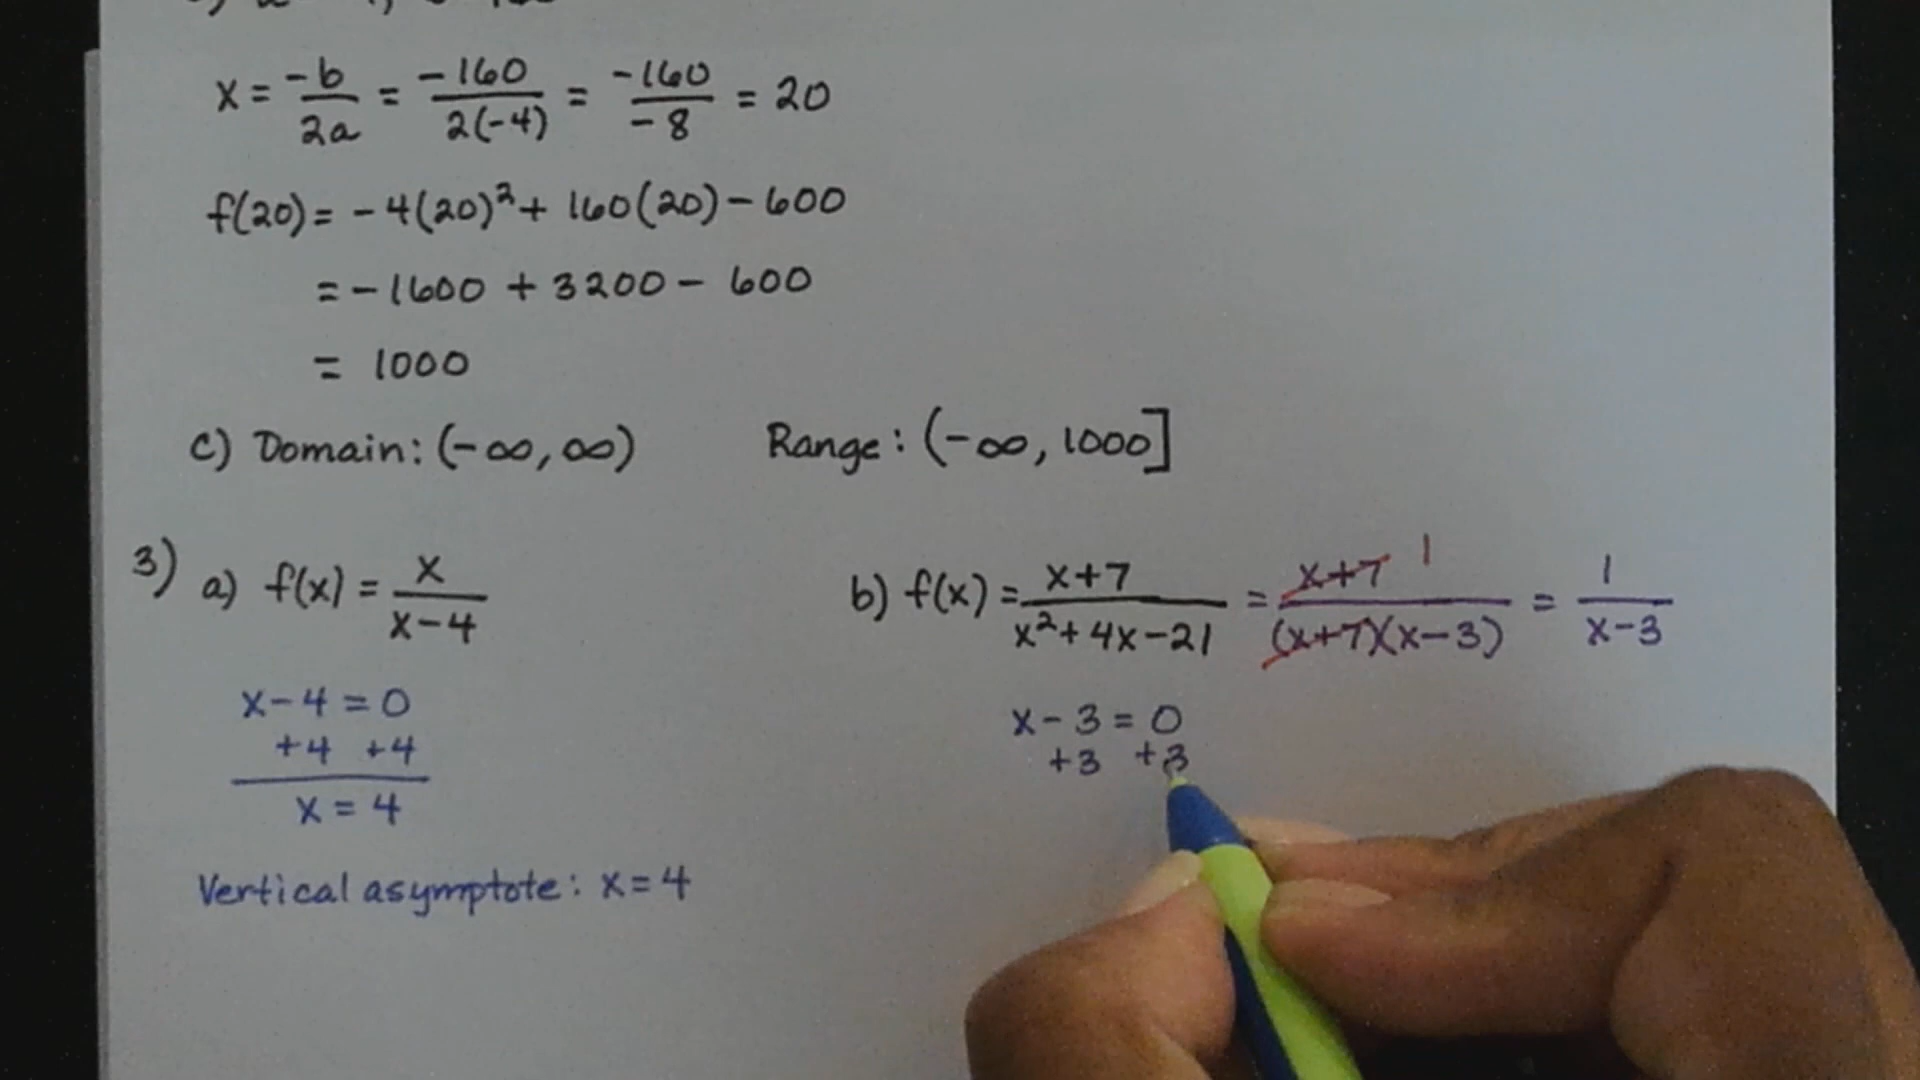 x = -b/2a = -160/2(-4) = -160/-8 = 20
f(20) = -4(20)² + 160(20) - 600
= -1600 + 3200 - 600
= 1000
c) Domain: (-∞, ∞) Range: (-∞, 1000]
3) a) f(x) = x/x-4
x - 4 = 0
+4 +4
x = 4
Vertical asymptote: x = 4
b) f(x) = x+7/x²+4x-21 = x+7 1/(x+7)(x-3) = 1/x-3
x - 3 = 0
+3 +3